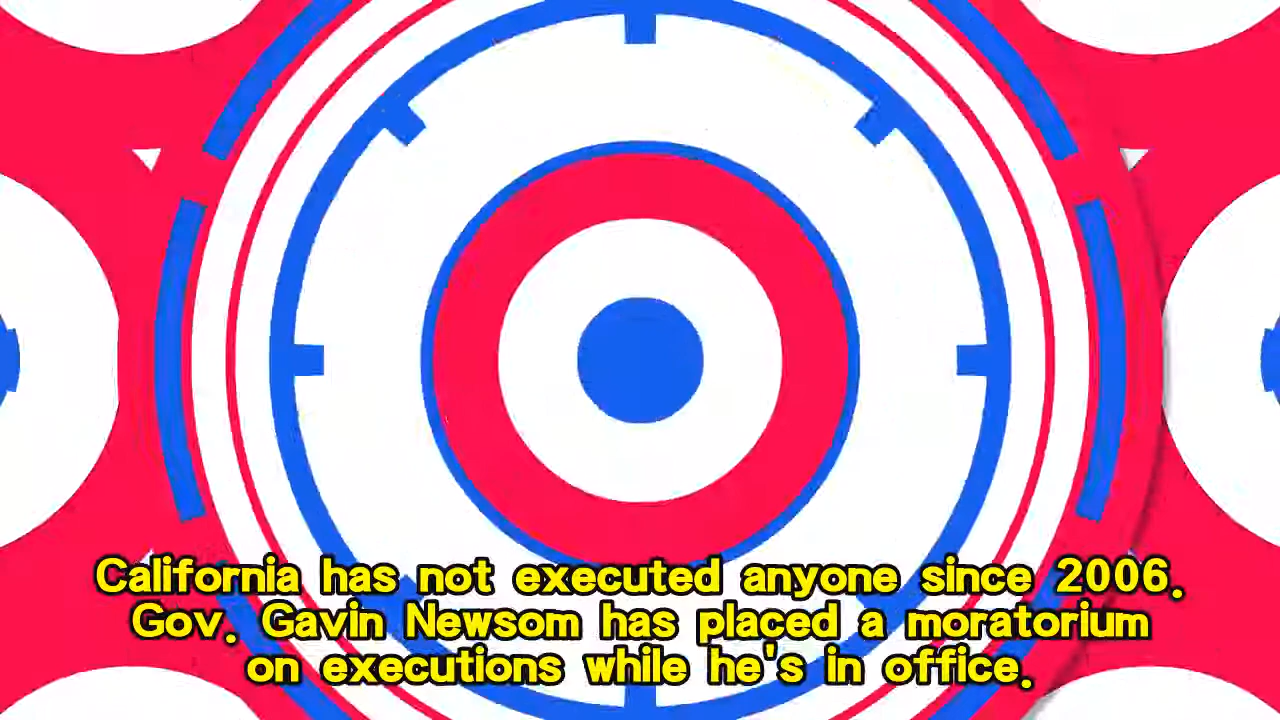 California has not executed anyone since 2006.
Gov. Gavin Newsom has placed a moratorium
on executions while he's in office.